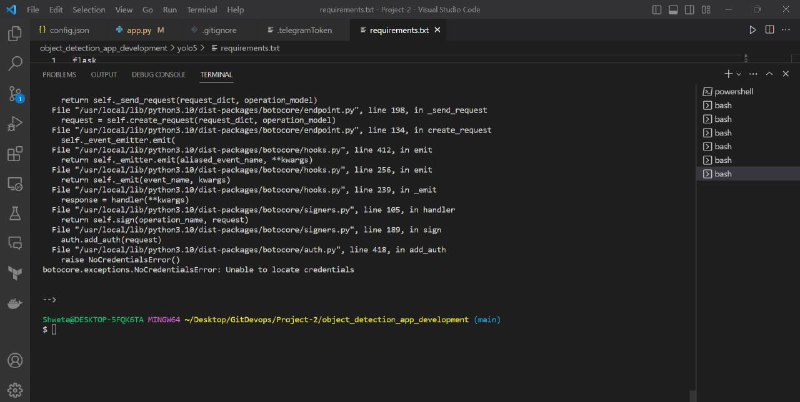 File Edit Selection View Go Run Terminal Help requirements.txt - Project-2 - Visual Studio Code
{} config.json app.py M .gitignore .telegramToken requirements.txt
object_detection_app_development > yolo5 > requirements.txt
1 flask
PROBLEMS OUTPUT DEBUG CONSOLE TERMINAL
return self._send_request(request_dict, operation_model)
File "/usr/local/lib/python3.10/dist-packages/botocore/endpoint.py", line 198, in _send_request
request = self.create_request(request_dict, operation_model)
File "/usr/local/lib/python3.10/dist-packages/botocore/endpoint.py", line 134, in create_request
self._event_emitter.emit(
File "/usr/local/lib/python3.10/dist-packages/botocore/hooks.py", line 412, in emit
return self._emitter.emit(aliased_event_name, **kwargs)
File "/usr/local/lib/python3.10/dist-packages/botocore/hooks.py", line 256, in emit
return self._emit(event_name, kwargs)
File "/usr/local/lib/python3.10/dist-packages/botocore/hooks.py", line 239, in _emit
response = handler(**kwargs)
File "/usr/local/lib/python3.10/dist-packages/botocore/signers.py", line 105, in handler
return self.sign(operation_name, request)
File "/usr/local/lib/python3.10/dist-packages/botocore/signers.py", line 189, in sign
auth.add_auth(request)
File "/usr/local/lib/python3.10/dist-packages/botocore/auth.py", line 418, in add_auth
raise NoCredentialsError()
botocore.exceptions.NoCredentialsError: Unable to locate credentials
-->
Shweta@DESKTOP-5FQK6TA MINGW64 ~/Desktop/GitDevops/Project-2/object_detection_app_development (main)
$
powershell
bash
bash
bash
bash
bash
bash
1